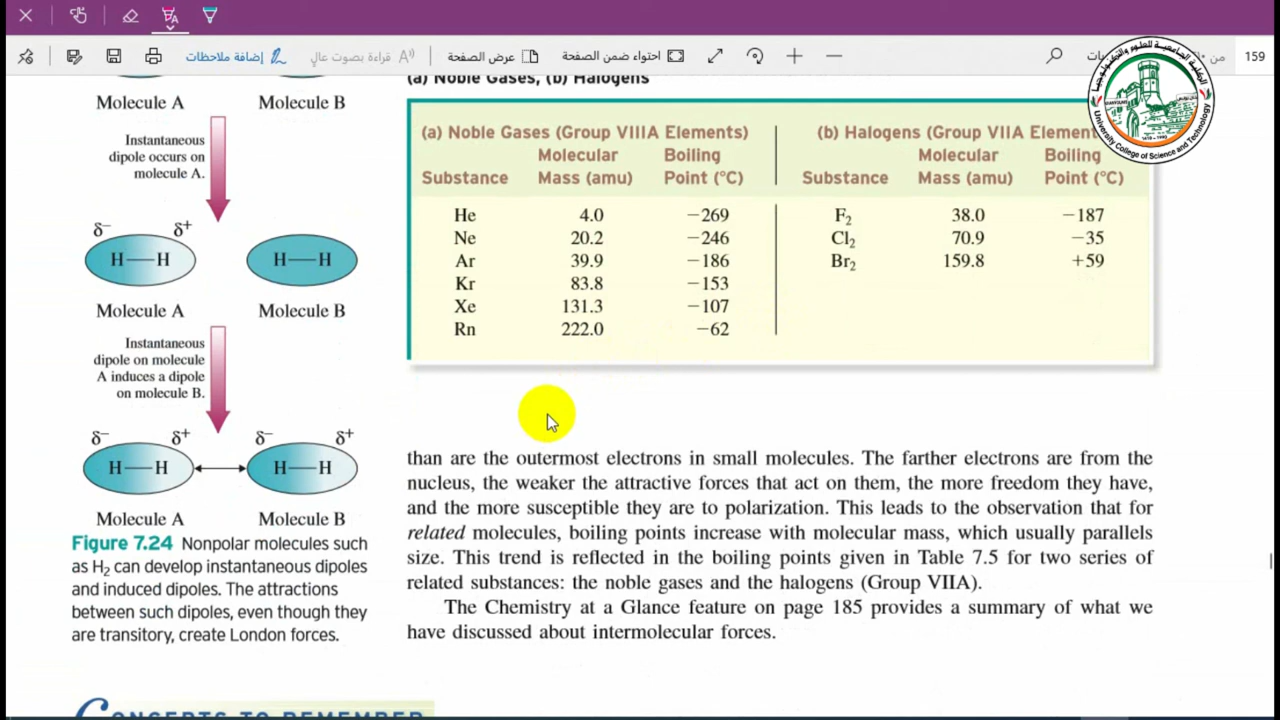 إضافة ملاحظات
قراءة بصوت عالٍ
عرض الصفحة
احتواء ضمن الصفحة
من
159
(a) Noble Gases, (b) Halogens
Molecule A Molecule B
Instantaneous
dipole occurs on
molecule A.
δ− δ+
H—H H—H
Molecule A Molecule B
Instantaneous
dipole on molecule
A induces a dipole
on molecule B.
δ− δ+ δ− δ+
H—H H—H
Molecule A Molecule B
Figure 7.24 Nonpolar molecules such
as H₂ can develop instantaneous dipoles
and induced dipoles. The attractions
between such dipoles, even though they
are transitory, create London forces.
(a) Noble Gases (Group VIIIA Elements)
Molecular Boiling
Substance Mass (amu) Point (°C)
He 4.0 −269
Ne 20.2 −246
Ar 39.9 −186
Kr 83.8 −153
Xe 131.3 −107
Rn 222.0 −62
(b) Halogens (Group VIIA Element
Molecular Boiling
Substance Mass (amu) Point (°C)
F₂ 38.0 −187
Cl₂ 70.9 −35
Br₂ 159.8 +59
University College of Science and Technology
than are the outermost electrons in small molecules. The farther electrons are from the
nucleus, the weaker the attractive forces that act on them, the more freedom they have,
and the more susceptible they are to polarization. This leads to the observation that for
related molecules, boiling points increase with molecular mass, which usually parallels
size. This trend is reflected in the boiling points given in Table 7.5 for two series of
related substances: the noble gases and the halogens (Group VIIA).
The Chemistry at a Glance feature on page 185 provides a summary of what we
have discussed about intermolecular forces.
CONCEPTS TO REMEMBER